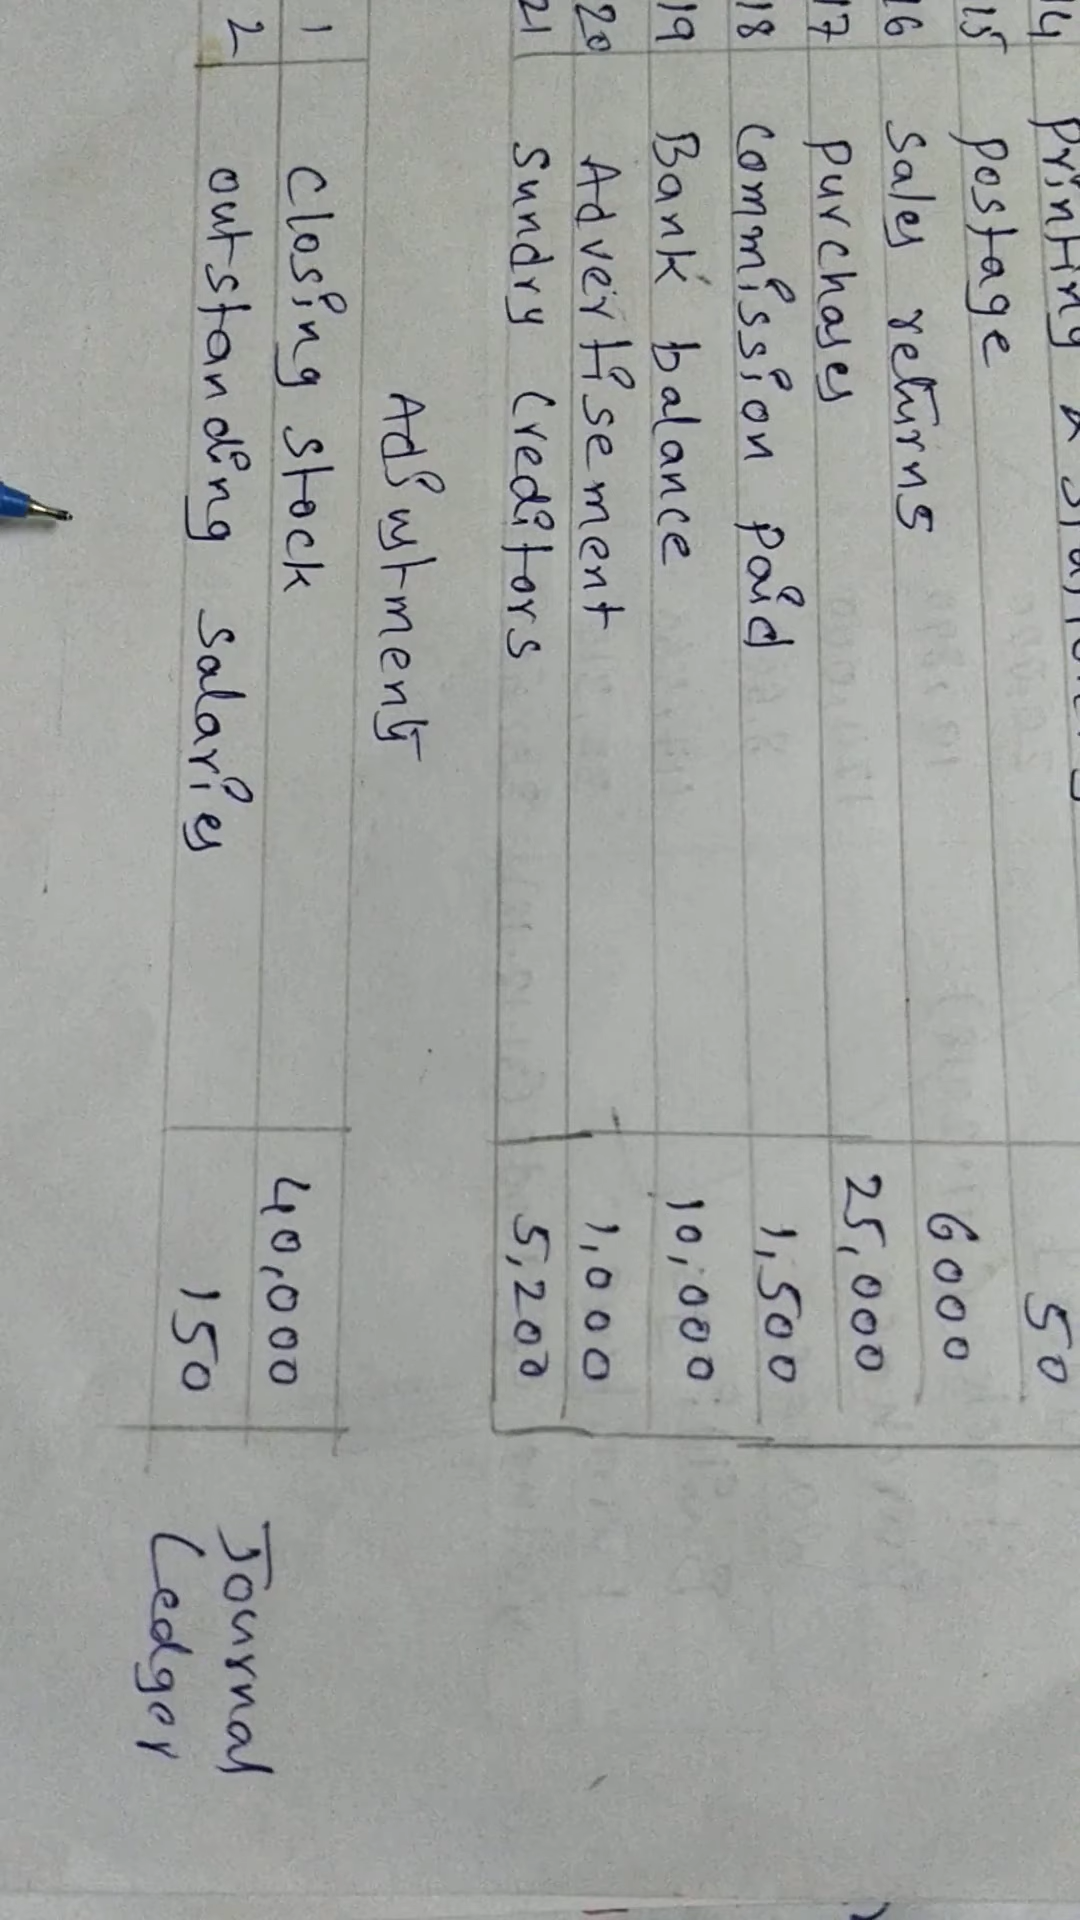 14 Printing &
15 postage 50
16 sales returns 6000
17 purchases 25,000
18 commission paid 1,500
19 Bank balance 10,000
20 Advertisement 1,000
21 Sundry creditors 5,200
Adjustments
1 closing stock 40,000
2 outstanding salaries 150
Journal
Ledger